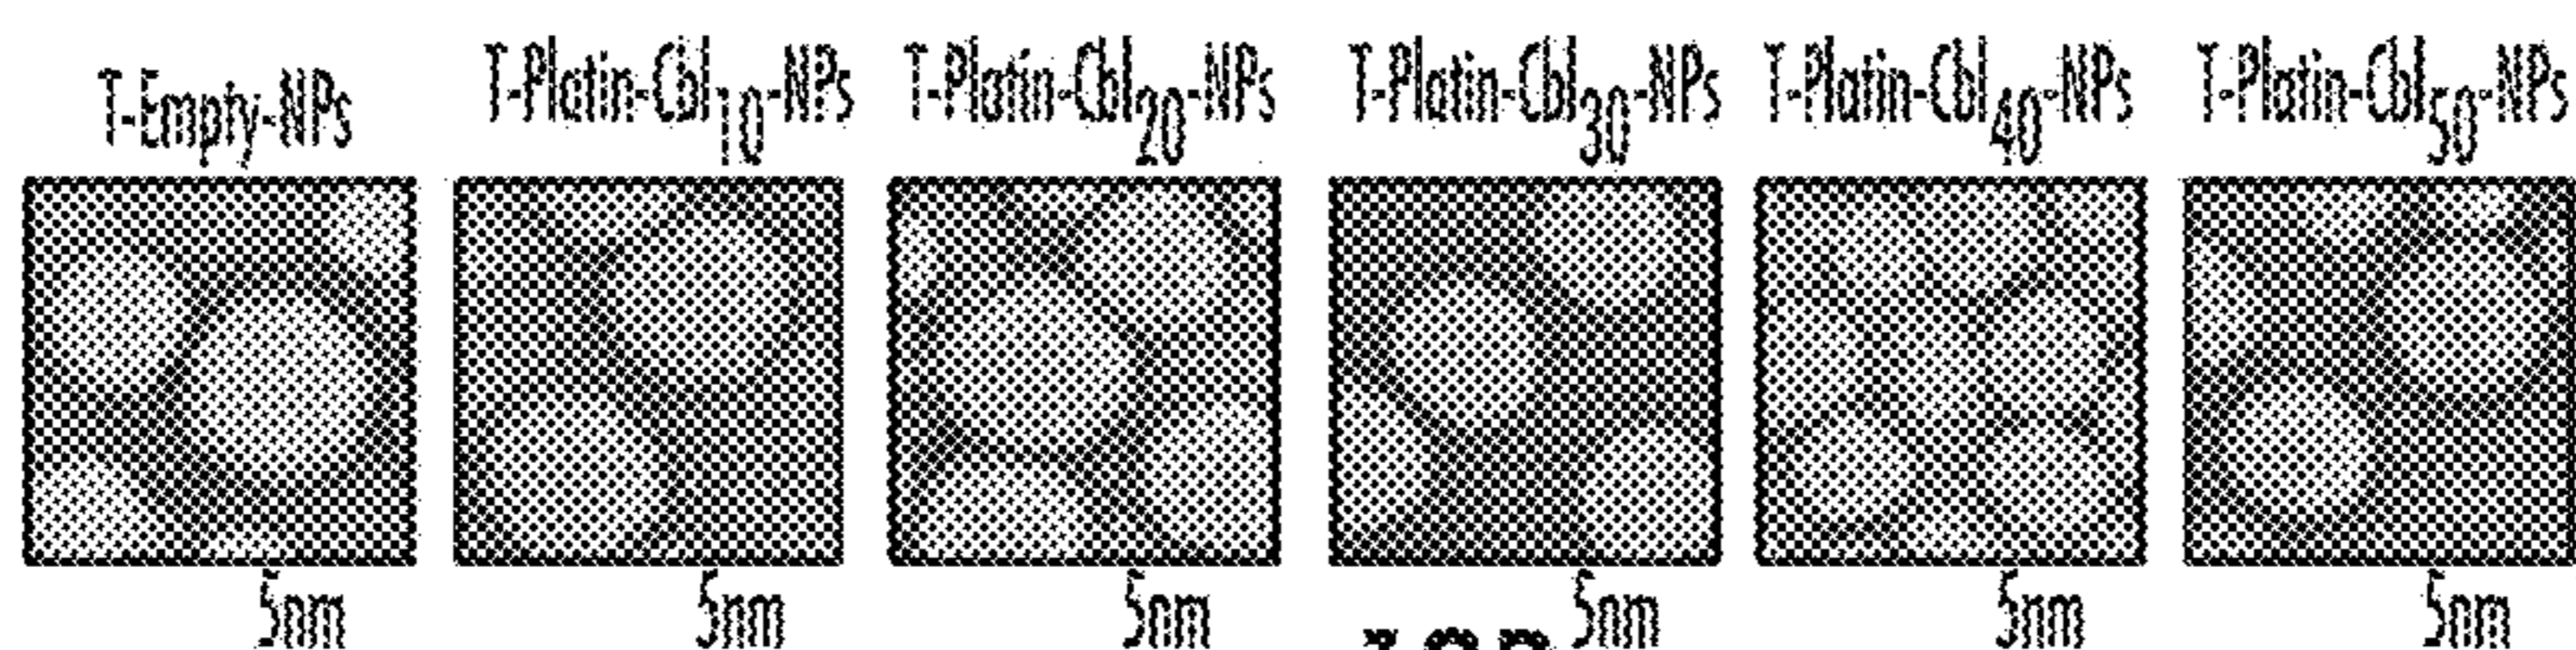 T-Empty-NPs
T-Platin-Cbl10-NPs
T-Platin-Cbl20-NPs
T-Platin-Cbl30-NPs
T-Platin-Cbl40-NPs
T-Platin-Cbl50-NPs
5nm
5nm
5nm
5nm
5nm
5nm